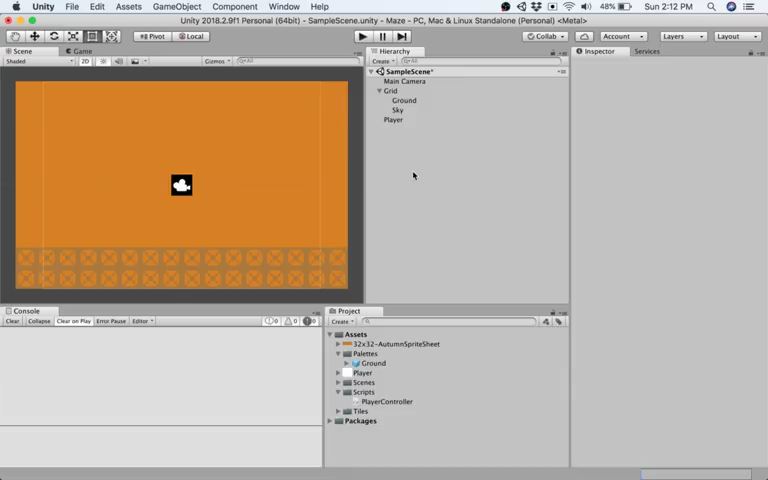 Unity File Edit Assets GameObject Component Window Help 48% Sun 2:12 PM
Unity 2018.2.9f1 Personal (64bit) - SampleScene.unity - Maze - PC, Mac & Linux Standalone (Personal) <Metal>
Pivot Local Collab Account Layers Layout
Scene Game Hierarchy Inspector Services
Shaded 2D Gizmos All Create All
SampleScene*
Main Camera
Grid
Ground
Sky
Player
Console Project
Clear Collapse Clear on Play Error Pause Editor 0 0 0 Create
Assets
32x32-AutumnSpriteSheet
Palettes
Ground
Player
Scenes
Scripts
PlayerController
Tiles
Packages